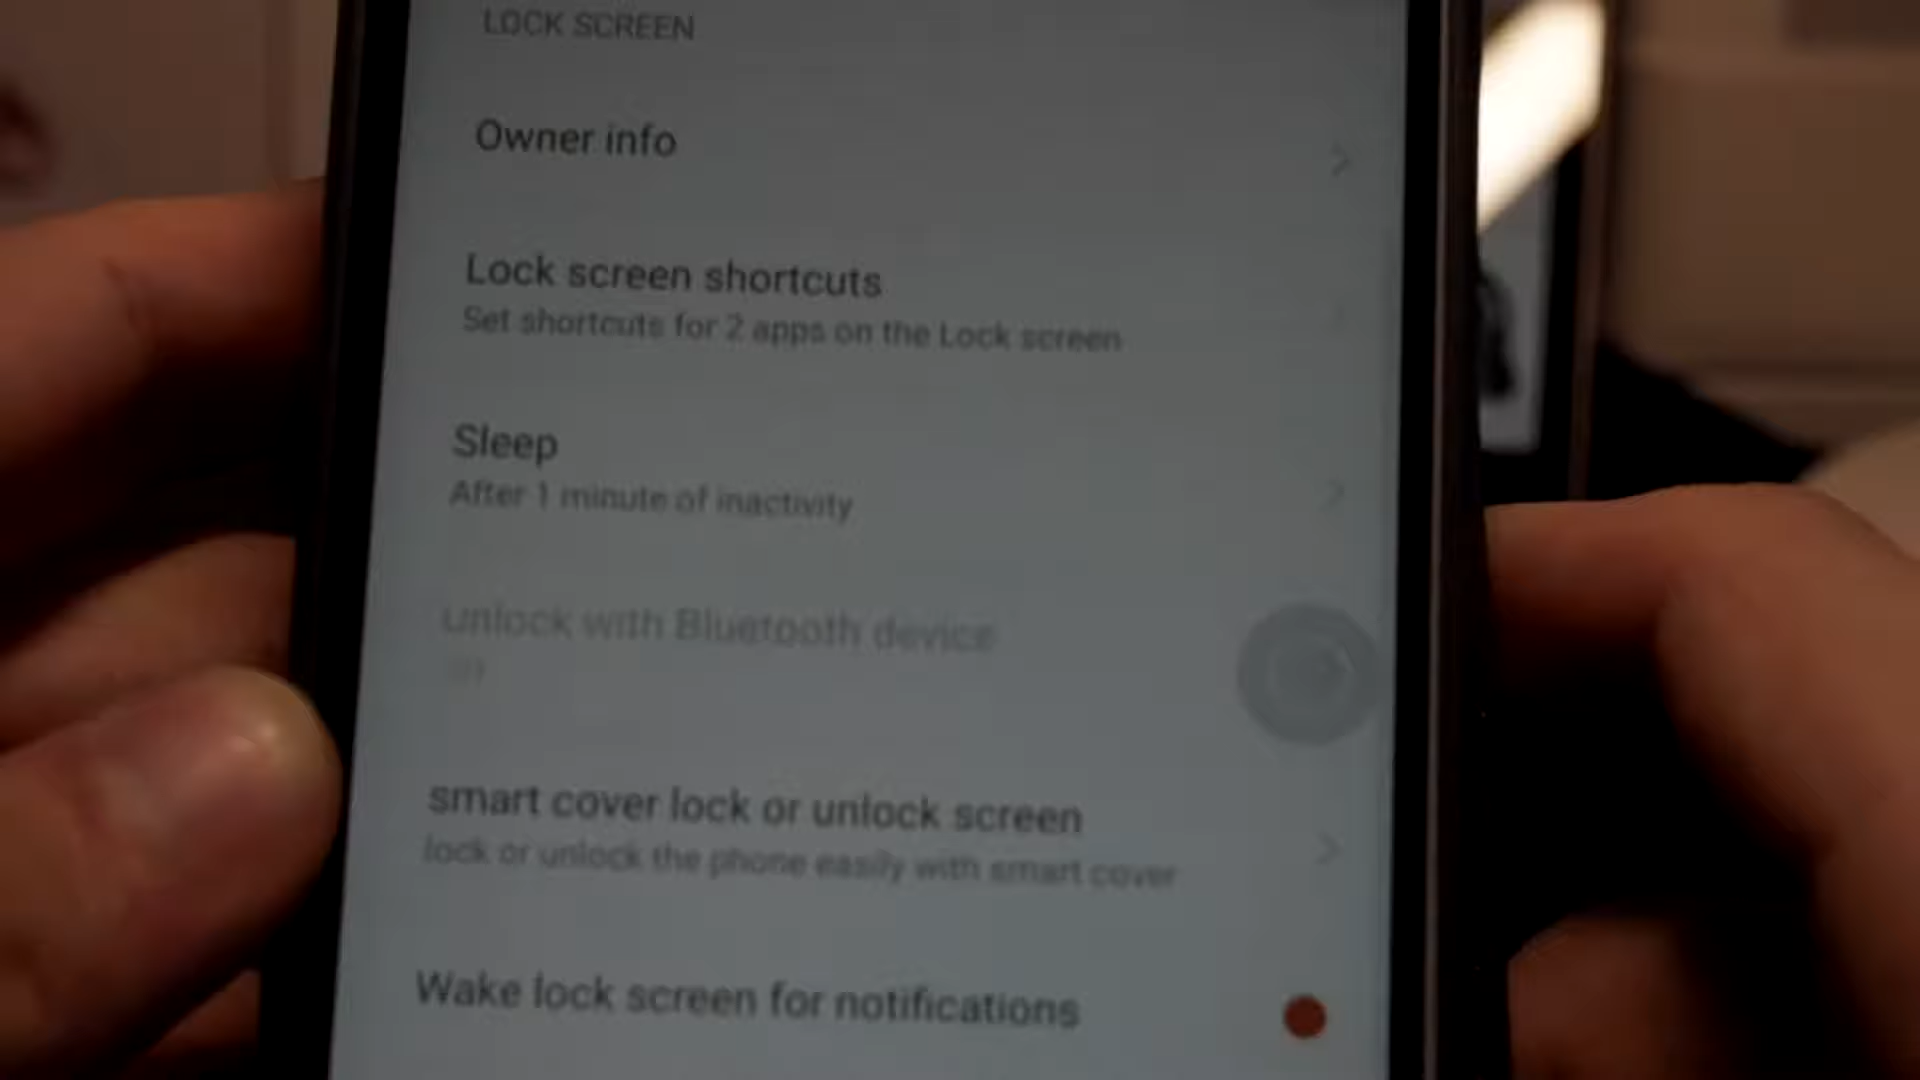 LOCK SCREEN
Owner info
Lock screen shortcuts
Set shortcuts for 2 apps on the Lock screen
Sleep
After 1 minute of inactivity
unlock with Bluetooth device
smart cover lock or unlock screen
lock or unlock the phone easily with smart cover
Wake lock screen for notifications